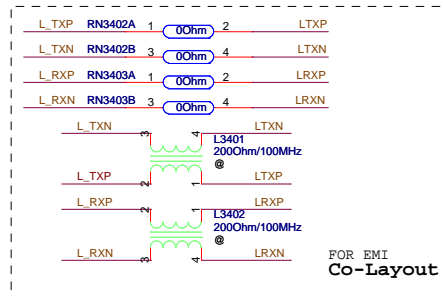 L_TXP RN3402A 1 0Ohm 2 LTXP
L_TXN RN3402B 3 0Ohm 4 LTXN
L_RXP RN3403A 1 0Ohm 2 LRXP
L_RXN RN3403B 3 0Ohm 4 LRXN
L_TXN 3 4 LTXN
L3401
200Ohm/100MHz
@
L_TXP 2 1 LTXP
L_RXP 2 1 LRXP
L3402
200Ohm/100MHz
@
L_RXN 3 4 LRXN
FOR EMI
Co-Layout